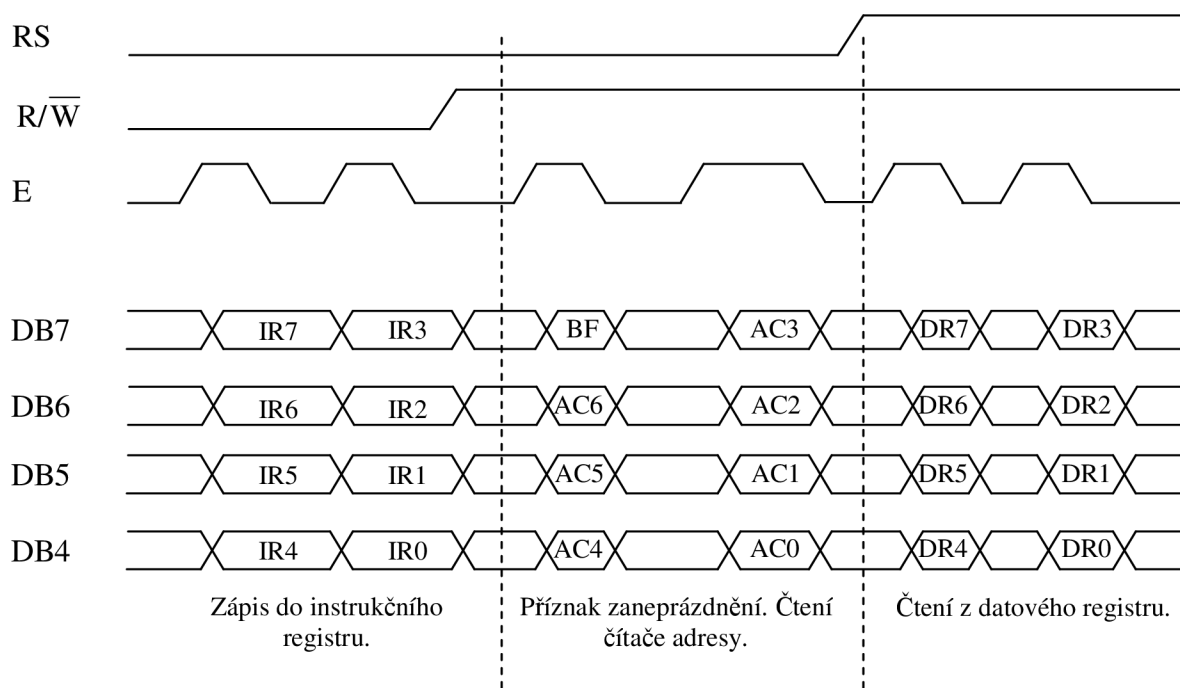 RS
R/W̅
E
DB7 IR7 IR3 BF AC3 DR7 DR3
DB6 IR6 IR2 AC6 AC2 DR6 DR2
DB5 IR5 IR1 AC5 AC1 DR5 DR1
DB4 IR4 IR0 AC4 AC0 DR4 DR0
Zápis do instrukčního
registru.
Příznak zaneprázdnění. Čtení
čítače adresy.
Čtení z datového registru.